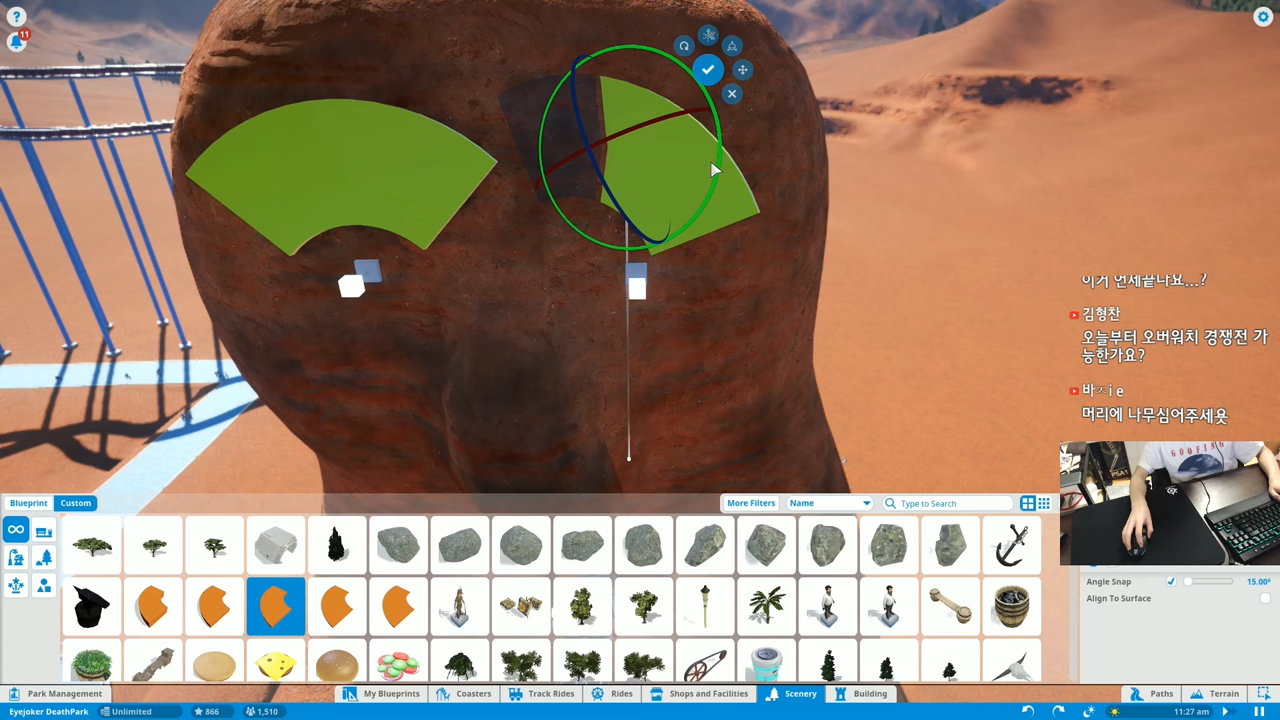 ?
11
이거 언제끝나요...?
김형찬
오늘부터 오버워치 경쟁전 가
능한가요?
바ㅈie
머리에 나무심어주세욧
GOOFING
PSA
Blueprint
Custom
More Filters
Name
Type to Search
Angle Snap
15.00°
Align To Surface
Park Management
My Blueprints
Coasters
Track Rides
Rides
Shops and Facilities
Scenery
Building
Paths
Terrain
Eyejoker DeathPark
Unlimited
866
1,510
11:27 am